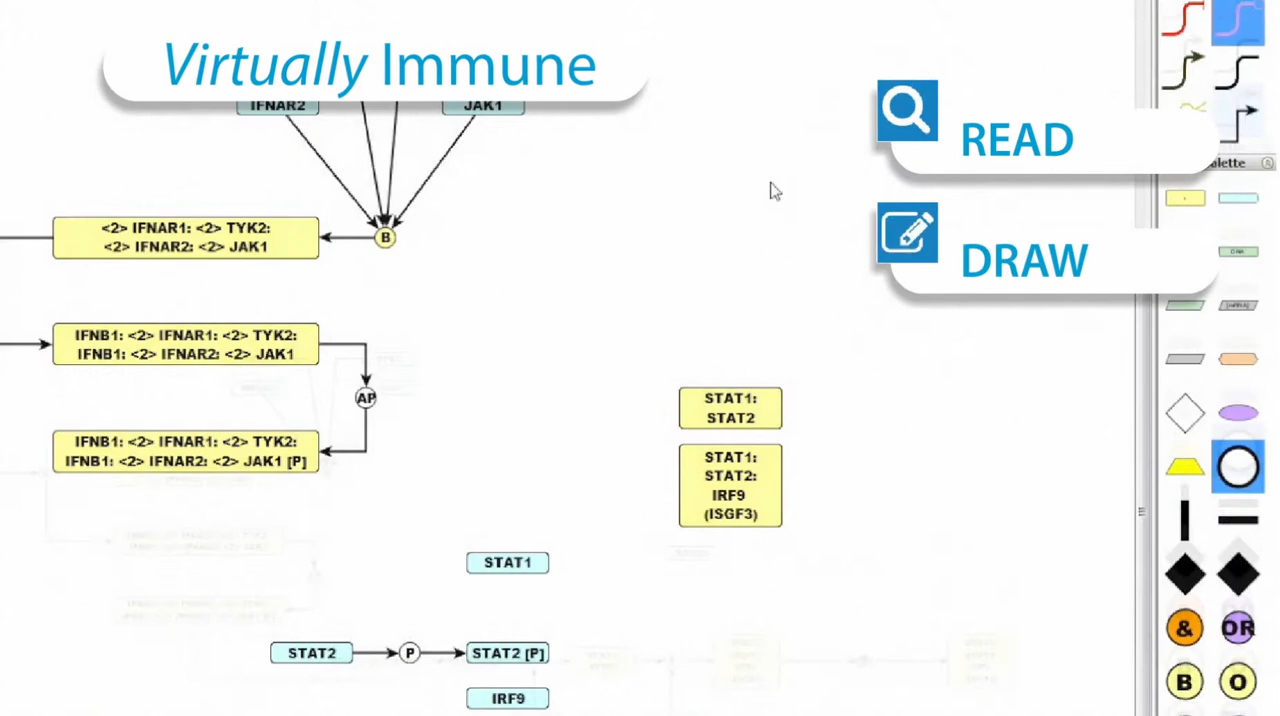 Virtually Immune
IFNAR2
JAK1
READ
alette
DRAW
<2> IFNAR1: <2> TYK2:
<2> IFNAR2: <2> JAK1
B
IFNB1: <2> IFNAR1: <2> TYK2:
IFNB1: <2> IFNAR2: <2> JAK1
AP
IFNB1: <2> IFNAR1: <2> TYK2:
IFNB1: <2> IFNAR2: <2> JAK1 [P]
STAT1:
STAT2
STAT1:
STAT2:
IRF9
(ISGF3)
STAT1
STAT2
P
STAT2 [P]
IRF9
&
OR
B
O